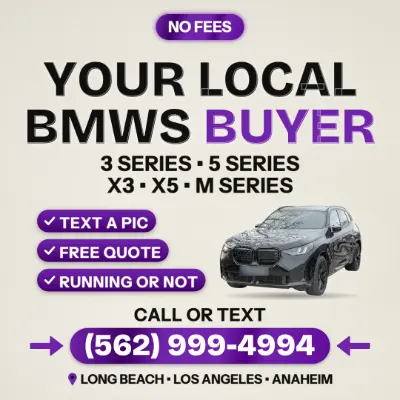 NO FEES
YOUR LOCAL
BMWS BUYER
3 SERIES • 5 SERIES
X3 • X5 • M SERIES
✓ TEXT A PIC
✓ FREE QUOTE
✓ RUNNING OR NOT
CALL OR TEXT
(562) 999-4994
LONG BEACH • LOS ANGELES • ANAHEIM